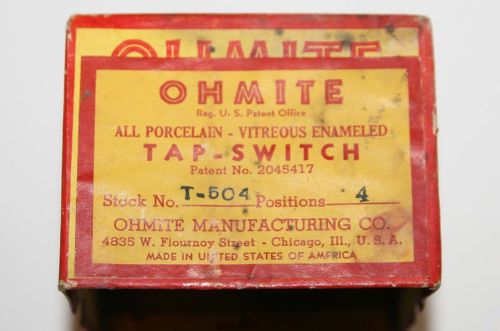 OHMITE
OHMITE
Reg. U. S. Patent Office
ALL PORCELAIN - VITREOUS ENAMELED
TAP-SWITCH
Patent No. 2045417
Stock No. T-504 Positions 4
OHMITE MANUFACTURING CO.
4835 W. Flournoy Street - Chicago, Ill., U. S. A.
MADE IN UNITED STATES OF AMERICA